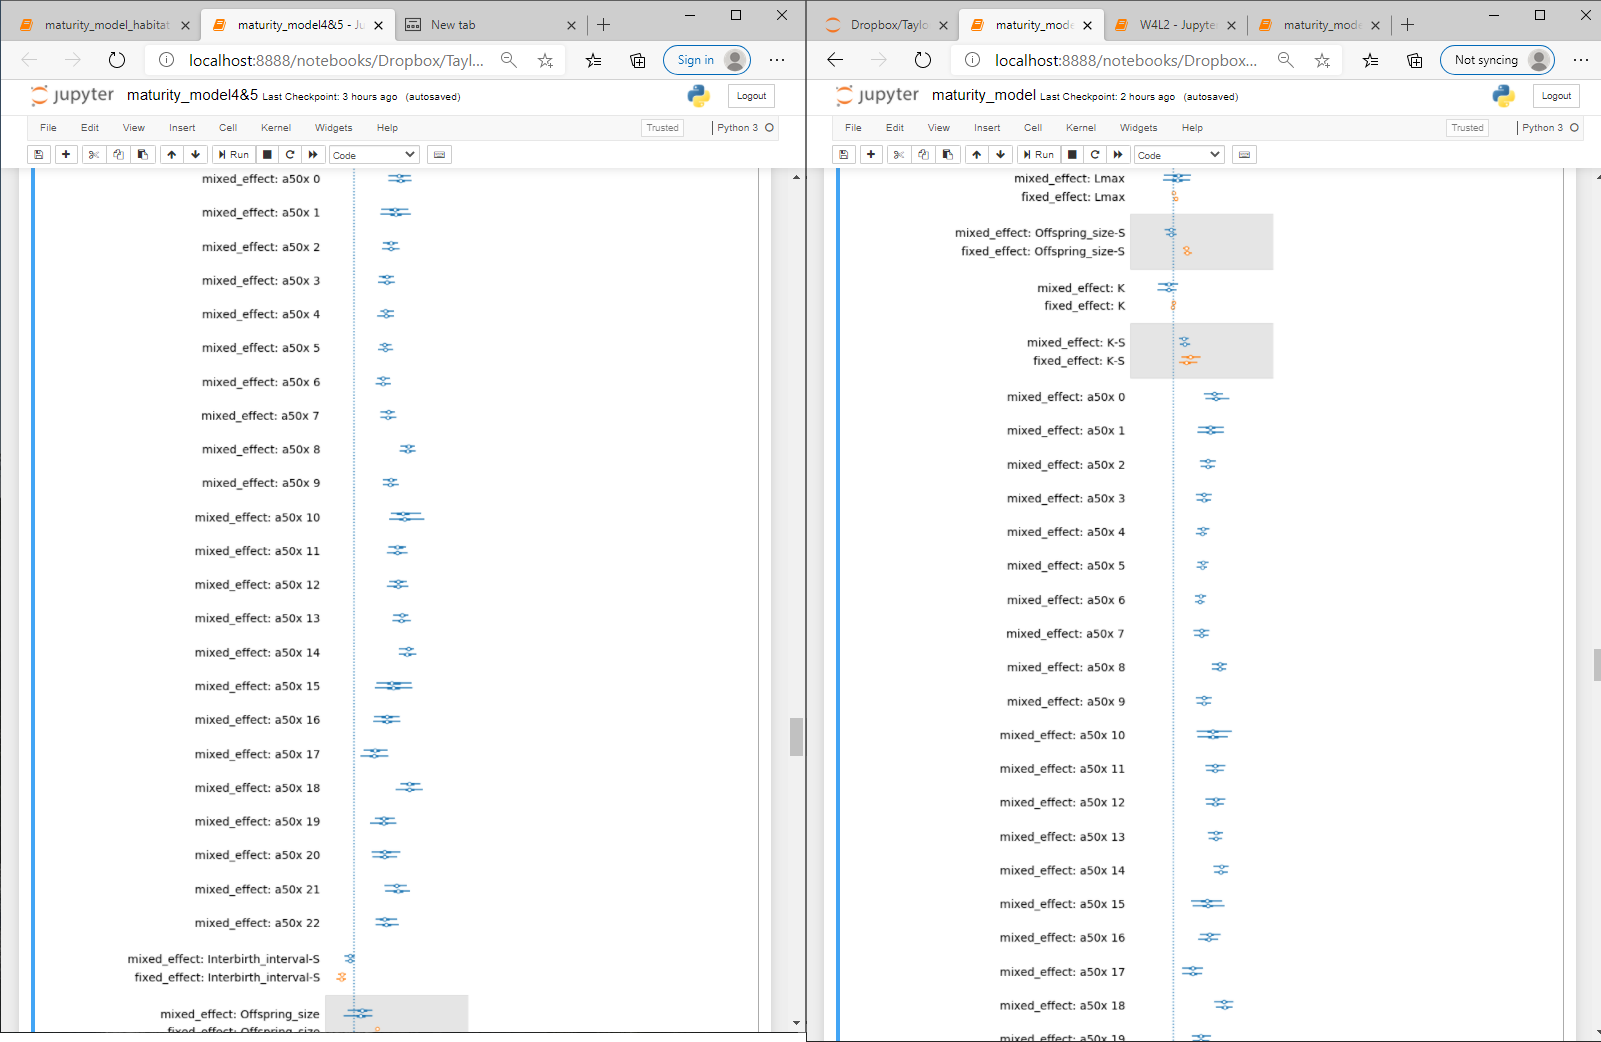 maturity_model_habitat
maturity_model4&5 - Ju
New tab
localhost:8888/notebooks/Dropbox/Tayl...
Sign in
jupyter maturity_model4&5 Last Checkpoint: 3 hours ago (autosaved)
Logout
File Edit View Insert Cell Kernel Widgets Help
Trusted
Python 3
Run
Code
mixed_effect: a50x 0
mixed_effect: a50x 1
mixed_effect: a50x 2
mixed_effect: a50x 3
mixed_effect: a50x 4
mixed_effect: a50x 5
mixed_effect: a50x 6
mixed_effect: a50x 7
mixed_effect: a50x 8
mixed_effect: a50x 9
mixed_effect: a50x 10
mixed_effect: a50x 11
mixed_effect: a50x 12
mixed_effect: a50x 13
mixed_effect: a50x 14
mixed_effect: a50x 15
mixed_effect: a50x 16
mixed_effect: a50x 17
mixed_effect: a50x 18
mixed_effect: a50x 19
mixed_effect: a50x 20
mixed_effect: a50x 21
mixed_effect: a50x 22
mixed_effect: Interbirth_interval-S
fixed_effect: Interbirth_interval-S
mixed_effect: Offspring_size
fixed_effect: Offspring_size
Dropbox/Taylo
maturity_mode
W4L2 - Jupyte
maturity_mode
localhost:8888/notebooks/Dropbox...
Not syncing
jupyter maturity_model Last Checkpoint: 2 hours ago (autosaved)
Logout
File Edit View Insert Cell Kernel Widgets Help
Trusted
Python 3
Run
Code
mixed_effect: Lmax
fixed_effect: Lmax
mixed_effect: Offspring_size-S
fixed_effect: Offspring_size-S
mixed_effect: K
fixed_effect: K
mixed_effect: K-S
fixed_effect: K-S
mixed_effect: a50x 0
mixed_effect: a50x 1
mixed_effect: a50x 2
mixed_effect: a50x 3
mixed_effect: a50x 4
mixed_effect: a50x 5
mixed_effect: a50x 6
mixed_effect: a50x 7
mixed_effect: a50x 8
mixed_effect: a50x 9
mixed_effect: a50x 10
mixed_effect: a50x 11
mixed_effect: a50x 12
mixed_effect: a50x 13
mixed_effect: a50x 14
mixed_effect: a50x 15
mixed_effect: a50x 16
mixed_effect: a50x 17
mixed_effect: a50x 18
mixed_effect: a50x 19